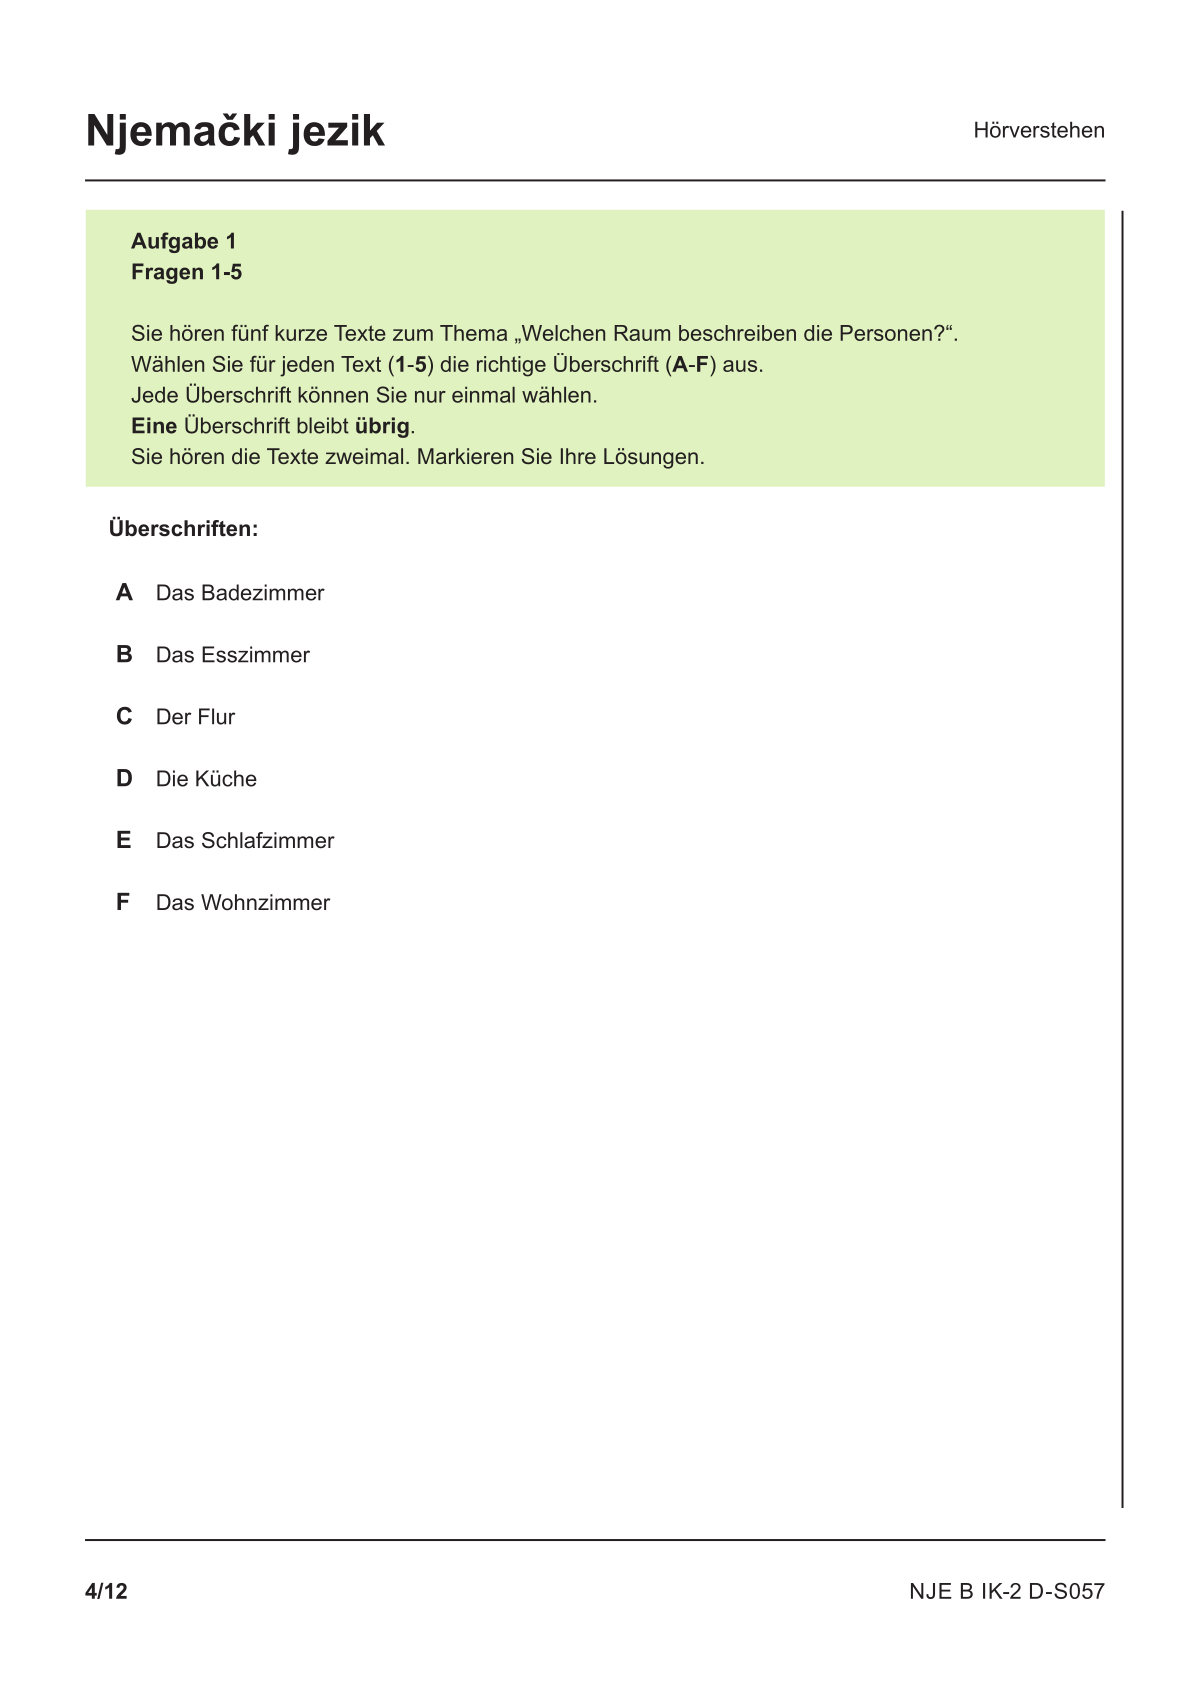 Njemački jezik
Hörverstehen
Aufgabe 1
Fragen 1-5
Sie hören fünf kurze Texte zum Thema „Welchen Raum beschreiben die Personen?“.
Wählen Sie für jeden Text (1-5) die richtige Überschrift (A-F) aus.
Jede Überschrift können Sie nur einmal wählen.
Eine Überschrift bleibt übrig.
Sie hören die Texte zweimal. Markieren Sie Ihre Lösungen.
Überschriften:
A Das Badezimmer
B Das Esszimmer
C Der Flur
D Die Küche
E Das Schlafzimmer
F Das Wohnzimmer
4/12
NJE B IK-2 D-S057